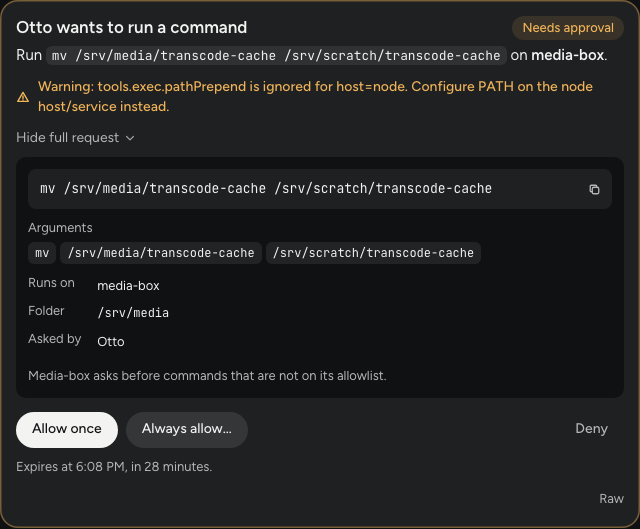 Otto wants to run a command
Needs approval
Run mv /srv/media/transcode-cache /srv/scratch/transcode-cache on media-box.
Warning: tools.exec.pathPrepend is ignored for host=node. Configure PATH on the node
host/service instead.
Hide full request
mv /srv/media/transcode-cache /srv/scratch/transcode-cache
Arguments
mv /srv/media/transcode-cache /srv/scratch/transcode-cache
Runs on media-box
Folder /srv/media
Asked by Otto
Media-box asks before commands that are not on its allowlist.
Allow once Always allow... Deny
Expires at 6:08 PM, in 28 minutes.
Raw